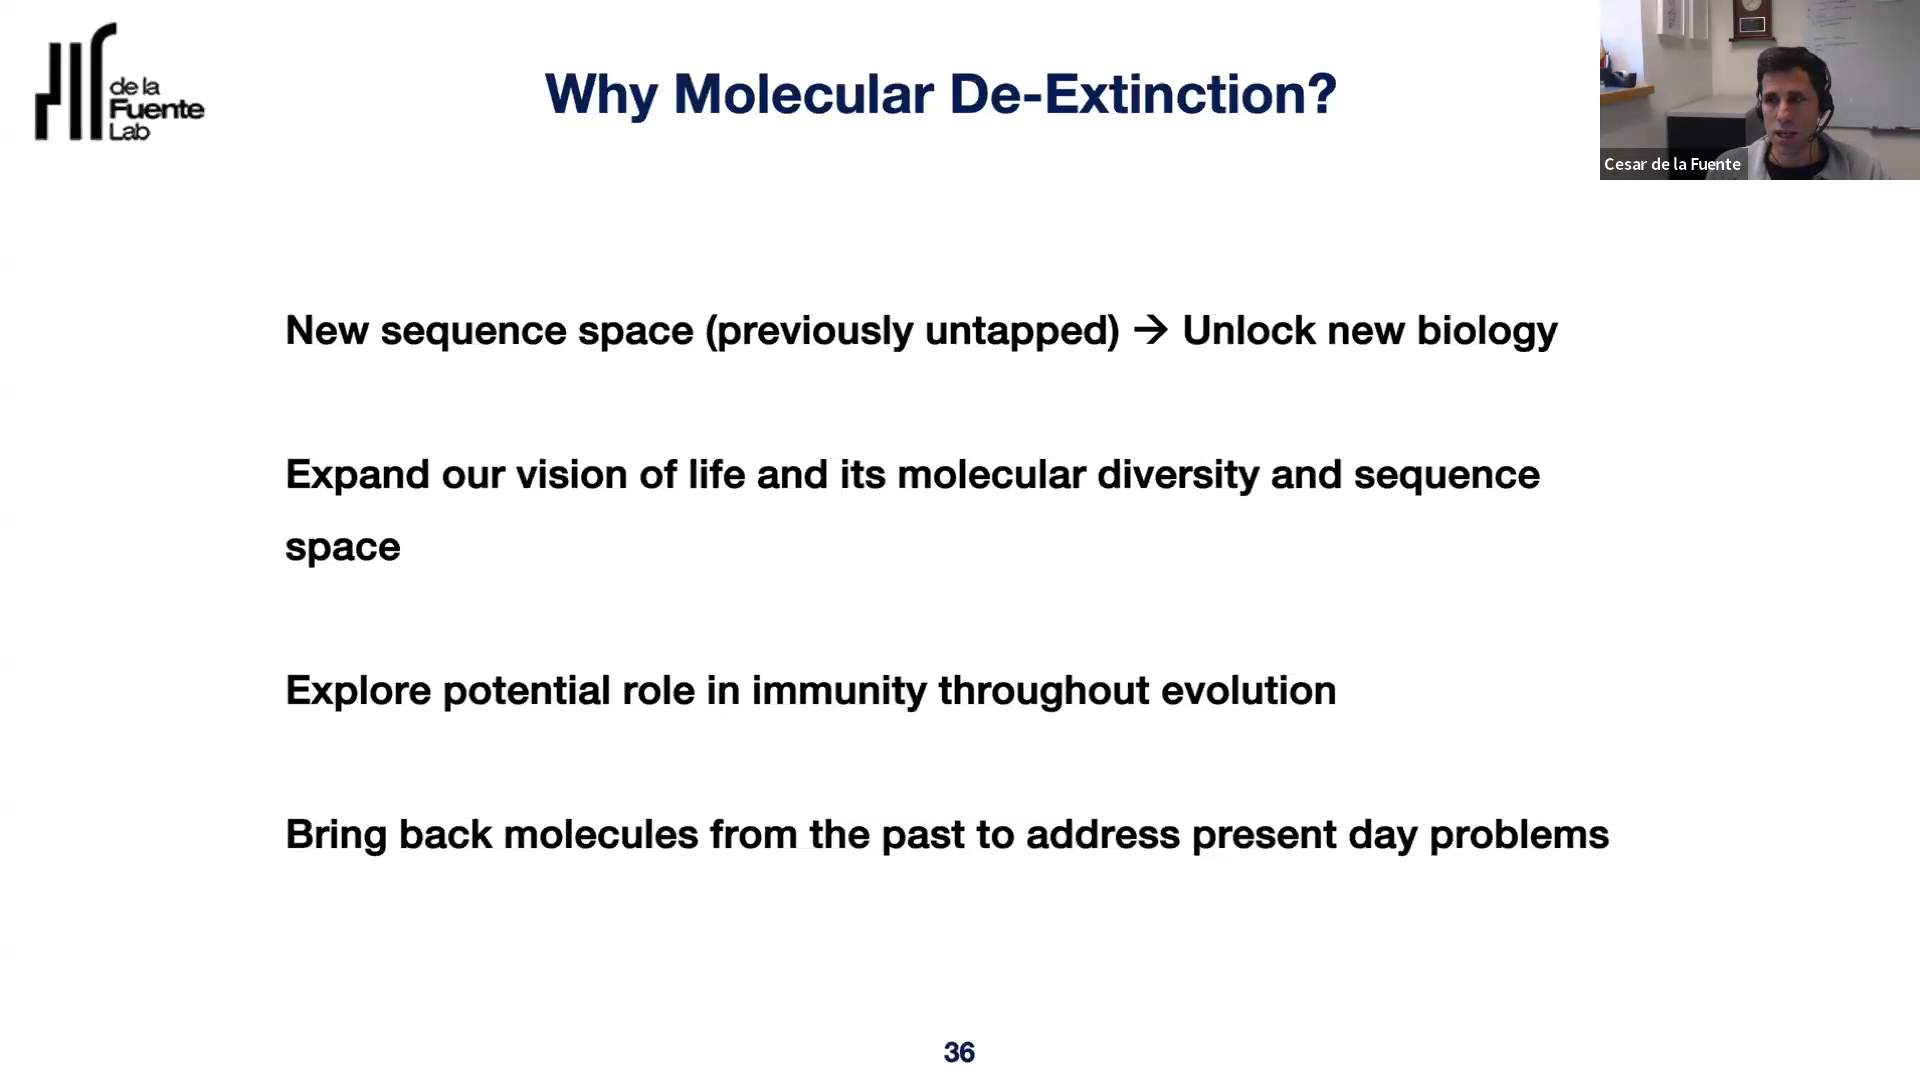 de la
Fuente
Lab
Why Molecular De-Extinction?
Cesar de la Fuente
New sequence space (previously untapped) → Unlock new biology
Expand our vision of life and its molecular diversity and sequence
space
Explore potential role in immunity throughout evolution
Bring back molecules from the past to address present day problems
36